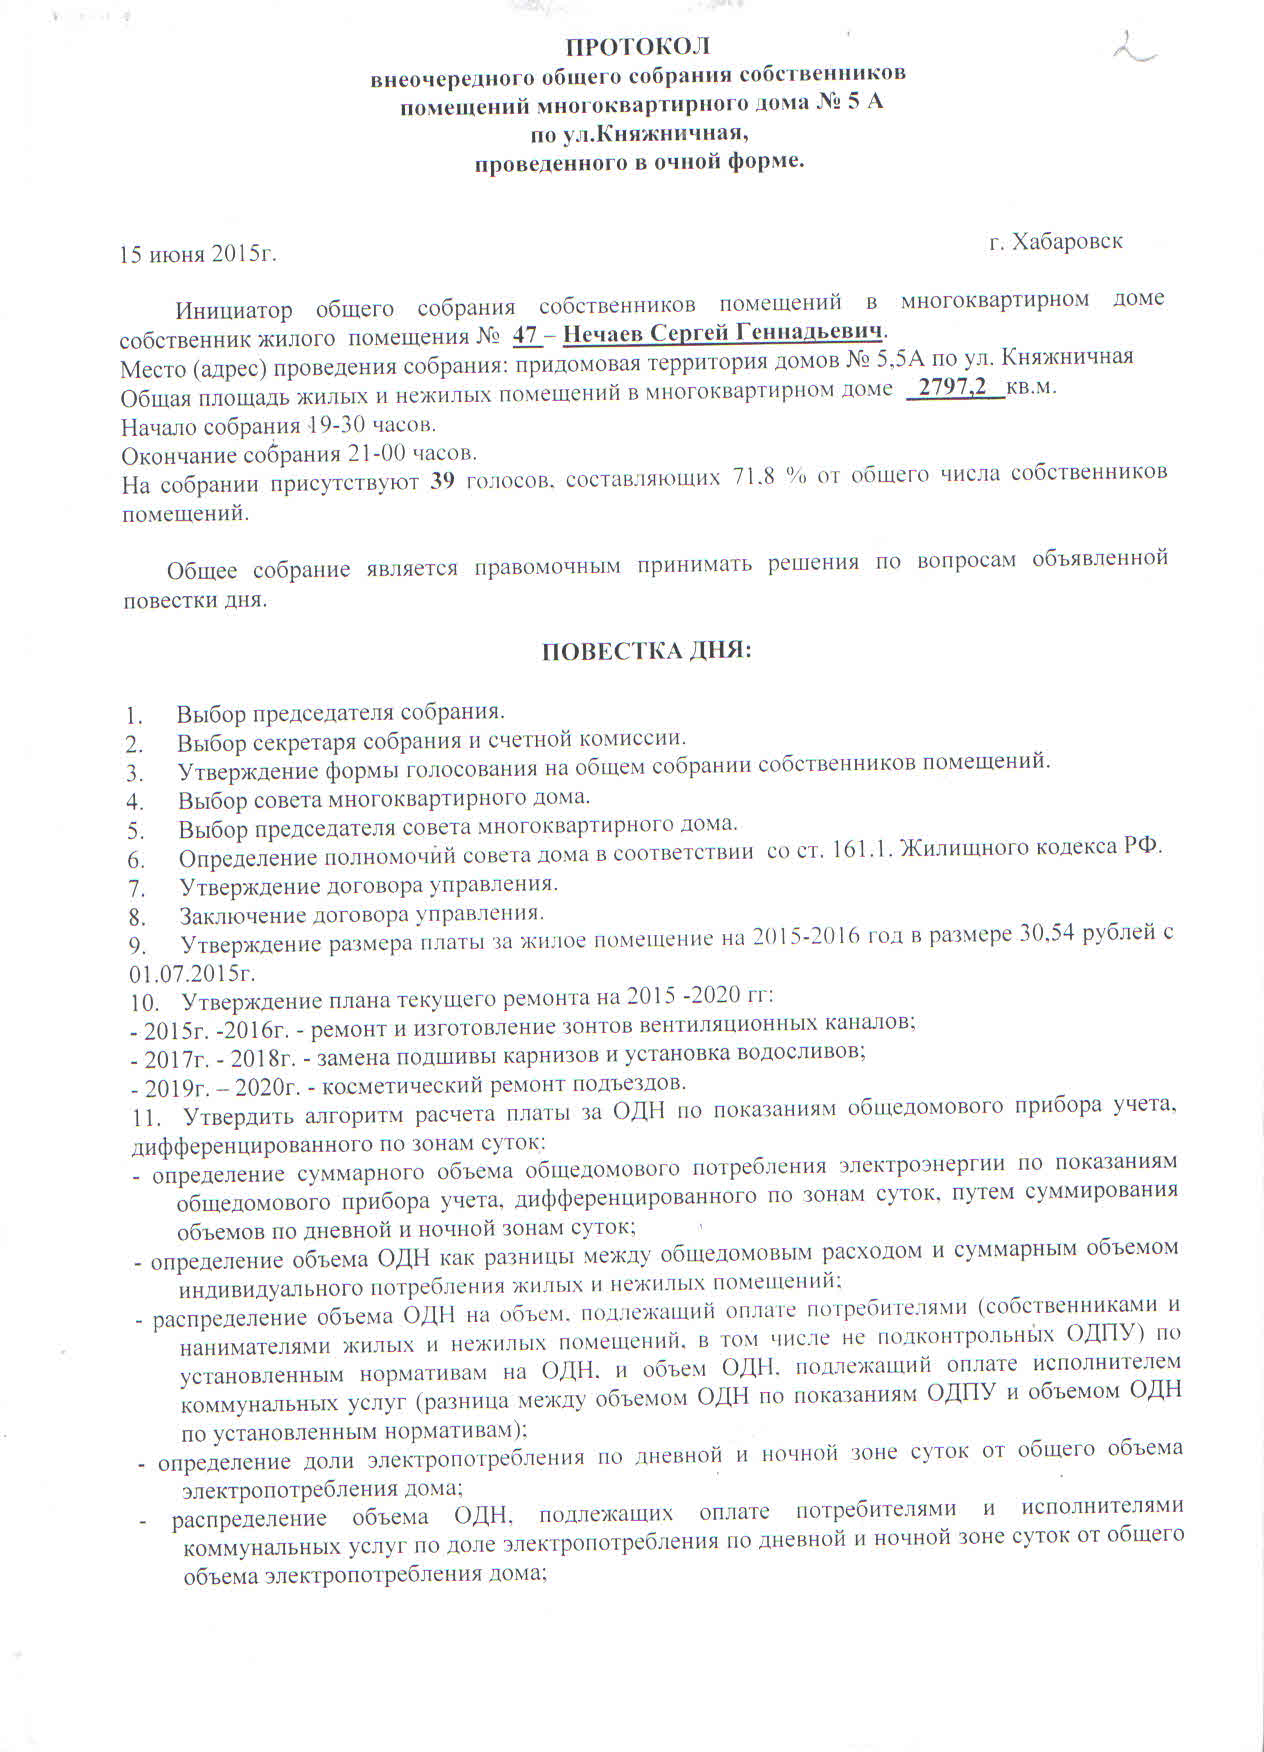 2
ПРОТОКОЛ
внеочередного общего собрания собственников
помещений многоквартирного дома № 5 А
по ул.Княжничная,
проведенного в очной форме.
15 июня 2015г. г. Хабаровск
Инициатор общего собрания собственников помещений в многоквартирном доме
собственник жилого помещения № 47 – Нечаев Сергей Геннадьевич.
Место (адрес) проведения собрания: придомовая территория домов № 5,5А по ул. Княжничная
Общая площадь жилых и нежилых помещений в многоквартирном доме 2797,2 кв.м.
Начало собрания 19-30 часов.
Окончание собрания 21-00 часов.
На собрании присутствуют 39 голосов, составляющих 71,8 % от общего числа собственников
помещений.
Общее собрание является правомочным принимать решения по вопросам объявленной
повестки дня.
ПОВЕСТКА ДНЯ:
1. Выбор председателя собрания.
2. Выбор секретаря собрания и счетной комиссии.
3. Утверждение формы голосования на общем собрании собственников помещений.
4. Выбор совета многоквартирного дома.
5. Выбор председателя совета многоквартирного дома.
6. Определение полномочий совета дома в соответствии со ст. 161.1. Жилищного кодекса РФ.
7. Утверждение договора управления.
8. Заключение договора управления.
9. Утверждение размера платы за жилое помещение на 2015-2016 год в размере 30,54 рублей с
01.07.2015г.
10. Утверждение плана текущего ремонта на 2015 -2020 гг:
- 2015г. -2016г. - ремонт и изготовление зонтов вентиляционных каналов;
- 2017г. - 2018г. - замена подшивы карнизов и установка водосливов;
- 2019г. – 2020г. - косметический ремонт подъездов.
11. Утвердить алгоритм расчета платы за ОДН по показаниям общедомового прибора учета,
дифференцированного по зонам суток:
- определение суммарного объема общедомового потребления электроэнергии по показаниям
общедомового прибора учета, дифференцированного по зонам суток, путем суммирования
объемов по дневной и ночной зонам суток;
- определение объема ОДН как разницы между общедомовым расходом и суммарным объемом
индивидуального потребления жилых и нежилых помещений;
- распределение объема ОДН на объем, подлежащий оплате потребителями (собственниками и
нанимателями жилых и нежилых помещений, в том числе не подконтрольных ОДПУ) по
установленным нормативам на ОДН, и объем ОДН, подлежащий оплате исполнителем
коммунальных услуг (разница между объемом ОДН по показаниям ОДПУ и объемом ОДН
по установленным нормативам);
- определение доли электропотребления по дневной и ночной зоне суток от общего объема
электропотребления дома;
- распределение объема ОДН, подлежащих оплате потребителями и исполнителями
коммунальных услуг по доле электропотребления по дневной и ночной зоне суток от общего
объема электропотребления дома;